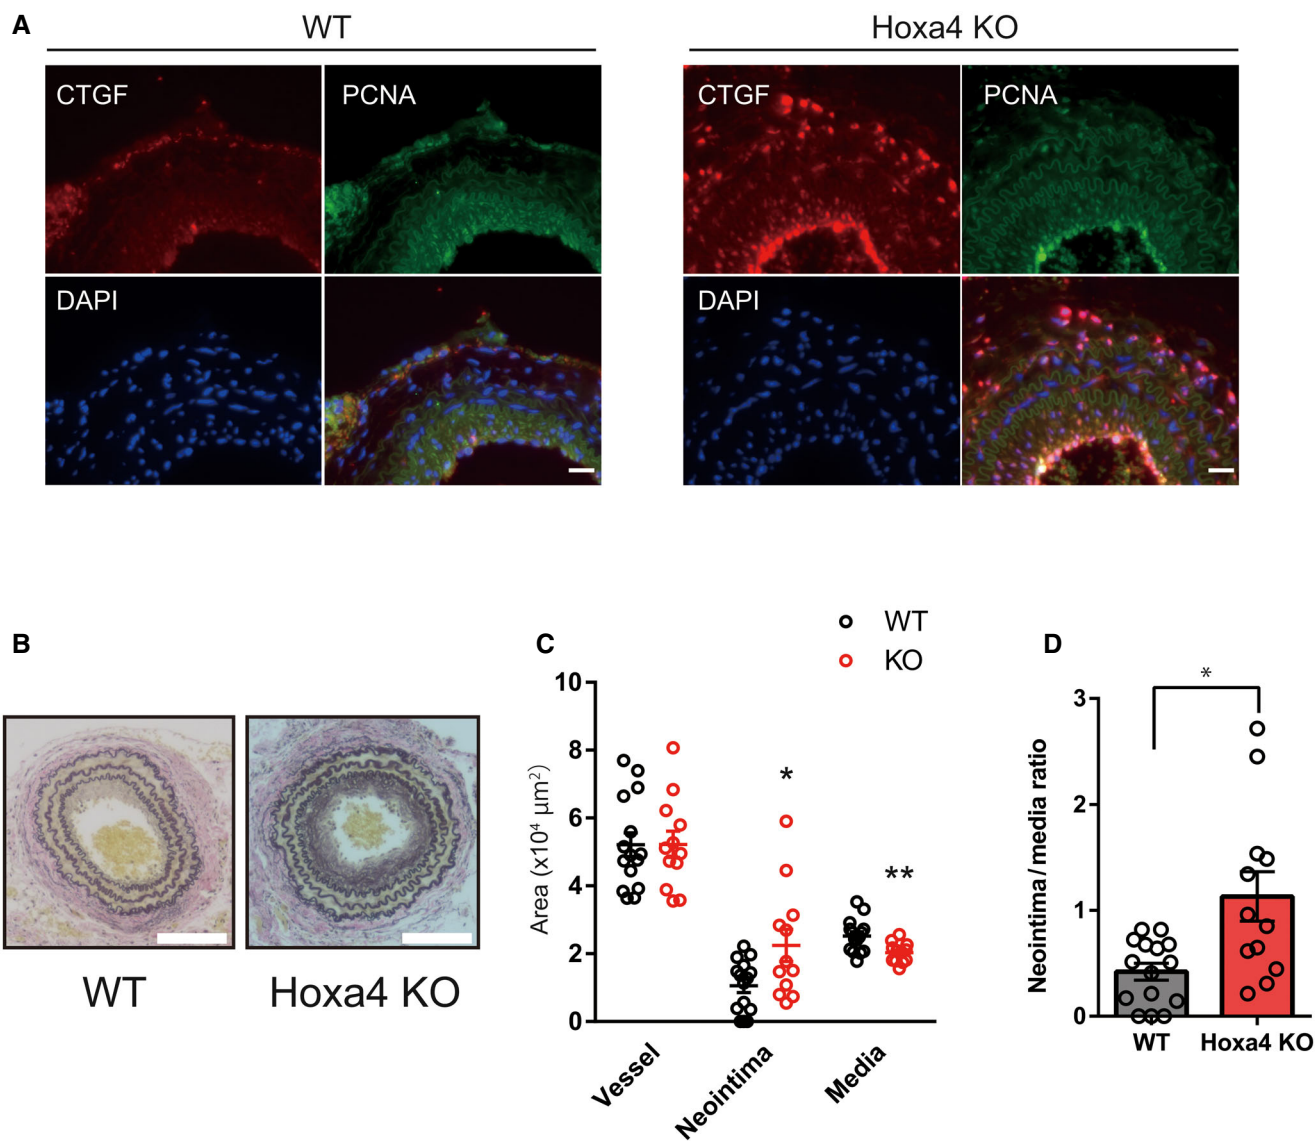 A
WT
Hoxa4 KO
CTGF
PCNA
CTGF
PCNA
DAPI
DAPI
B
WT
Hoxa4 KO
C
WT
KO
Area (x10⁴ µm²)
10
8
6
4
2
0
*
**
Vessel
Neointima
Media
D
*
Neointima / media ratio
3
2
1
0
WT
Hoxa4 KO